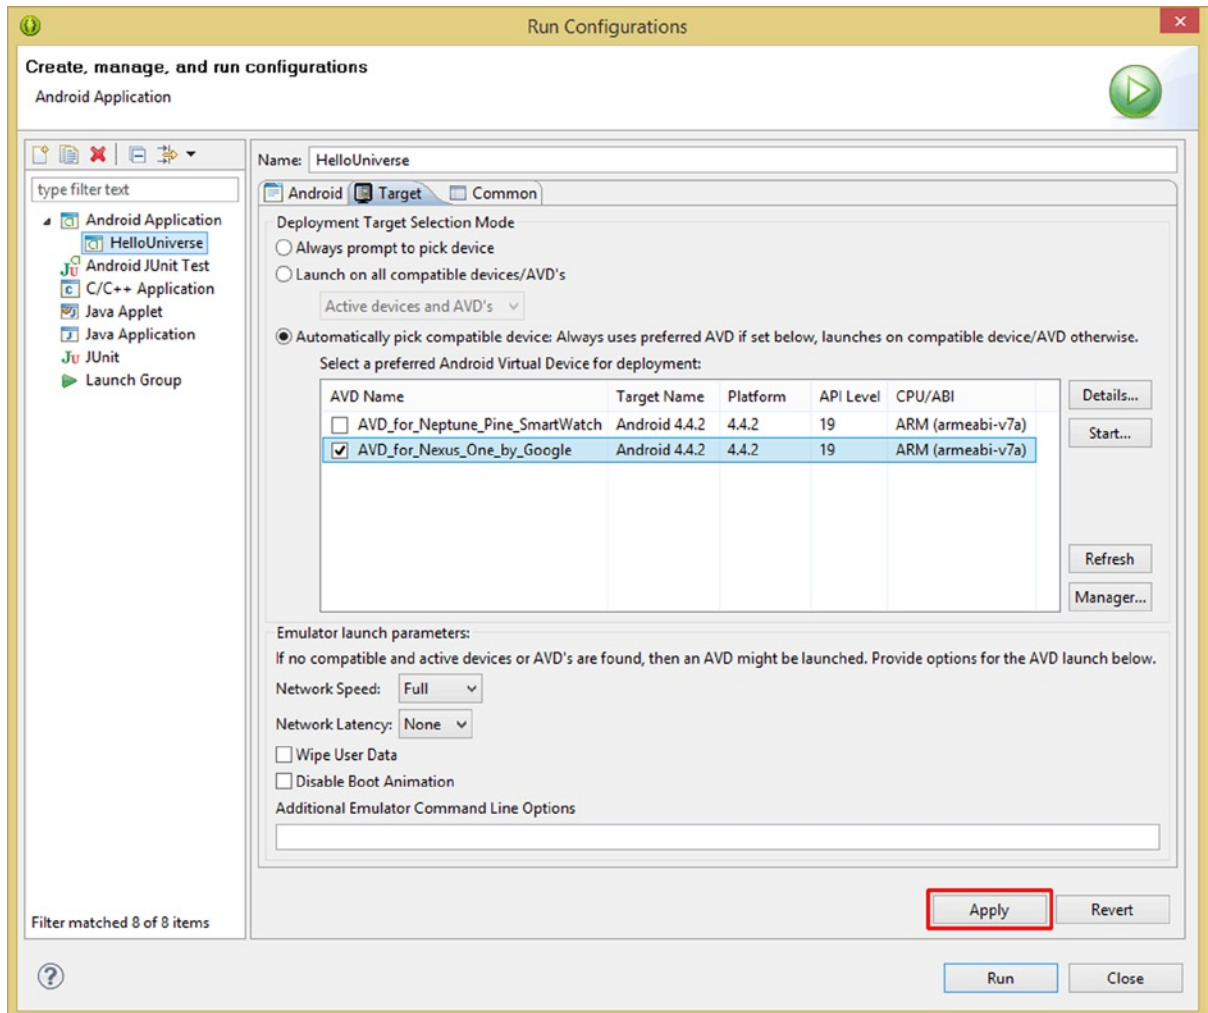 Run Configurations
Create, manage, and run configurations
Android Application
type filter text
Android Application
HelloUniverse
Android JUnit Test
C/C++ Application
Java Applet
Java Application
JUnit
Launch Group
Filter matched 8 of 8 items
Name: HelloUniverse
Android Target Common
Deployment Target Selection Mode
Always prompt to pick device
Launch on all compatible devices/AVD's
Active devices and AVD's
Automatically pick compatible device: Always uses preferred AVD if set below, launches on compatible device/AVD otherwise.
Select a preferred Android Virtual Device for deployment:
AVD Name Target Name Platform API Level CPU/ABI
AVD_for_Neptune_Pine_SmartWatch Android 4.4.2 4.4.2 19 ARM (armeabi-v7a)
AVD_for_Nexus_One_by_Google Android 4.4.2 4.4.2 19 ARM (armeabi-v7a)
Details...
Start...
Refresh
Manager...
Emulator launch parameters:
If no compatible and active devices or AVD's are found, then an AVD might be launched. Provide options for the AVD launch below.
Network Speed: Full
Network Latency: None
Wipe User Data
Disable Boot Animation
Additional Emulator Command Line Options
Apply Revert
Run Close